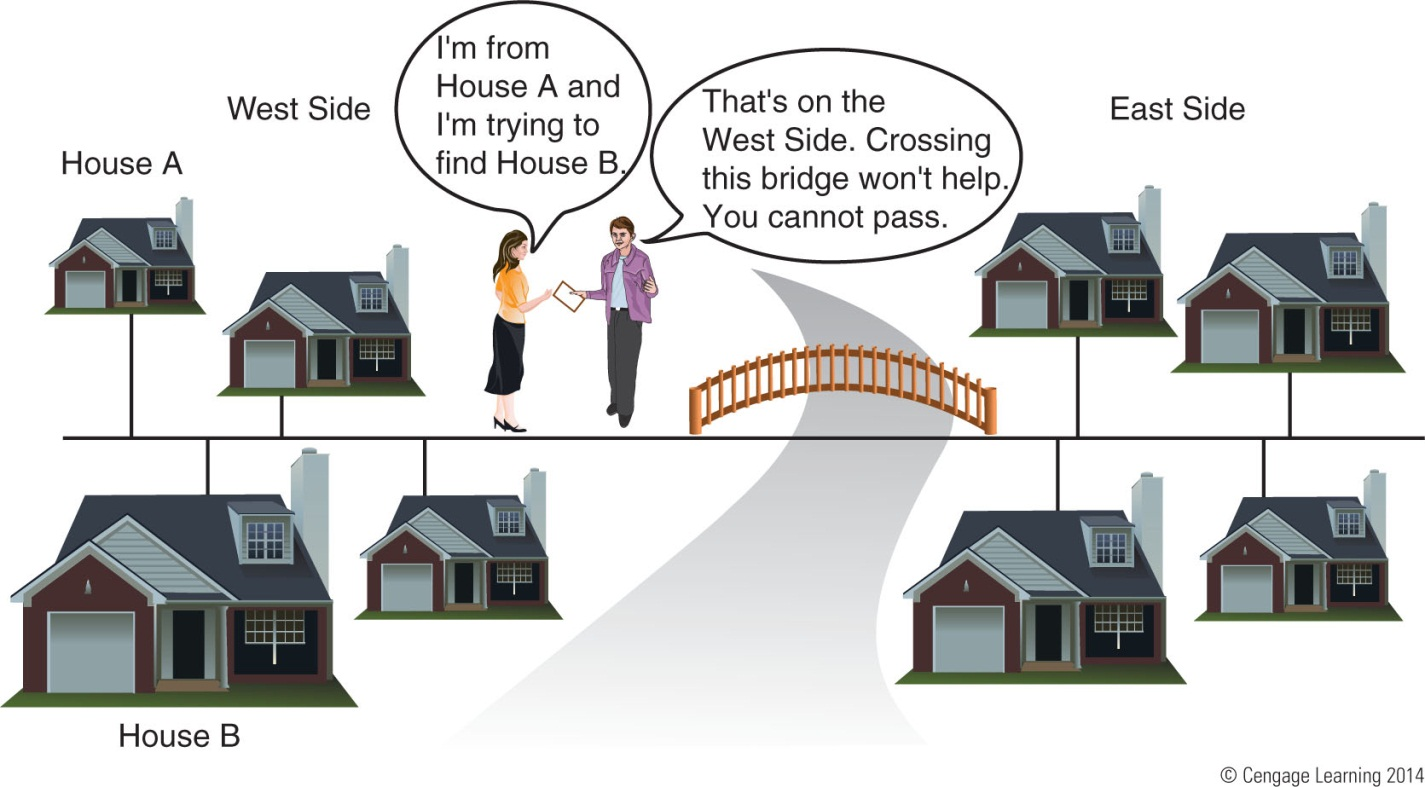 West Side
House A
I'm from
House A and
I'm trying to
find House B.
That's on the
West Side. Crossing
this bridge won't help.
You cannot pass.
East Side
House B
© Cengage Learning 2014